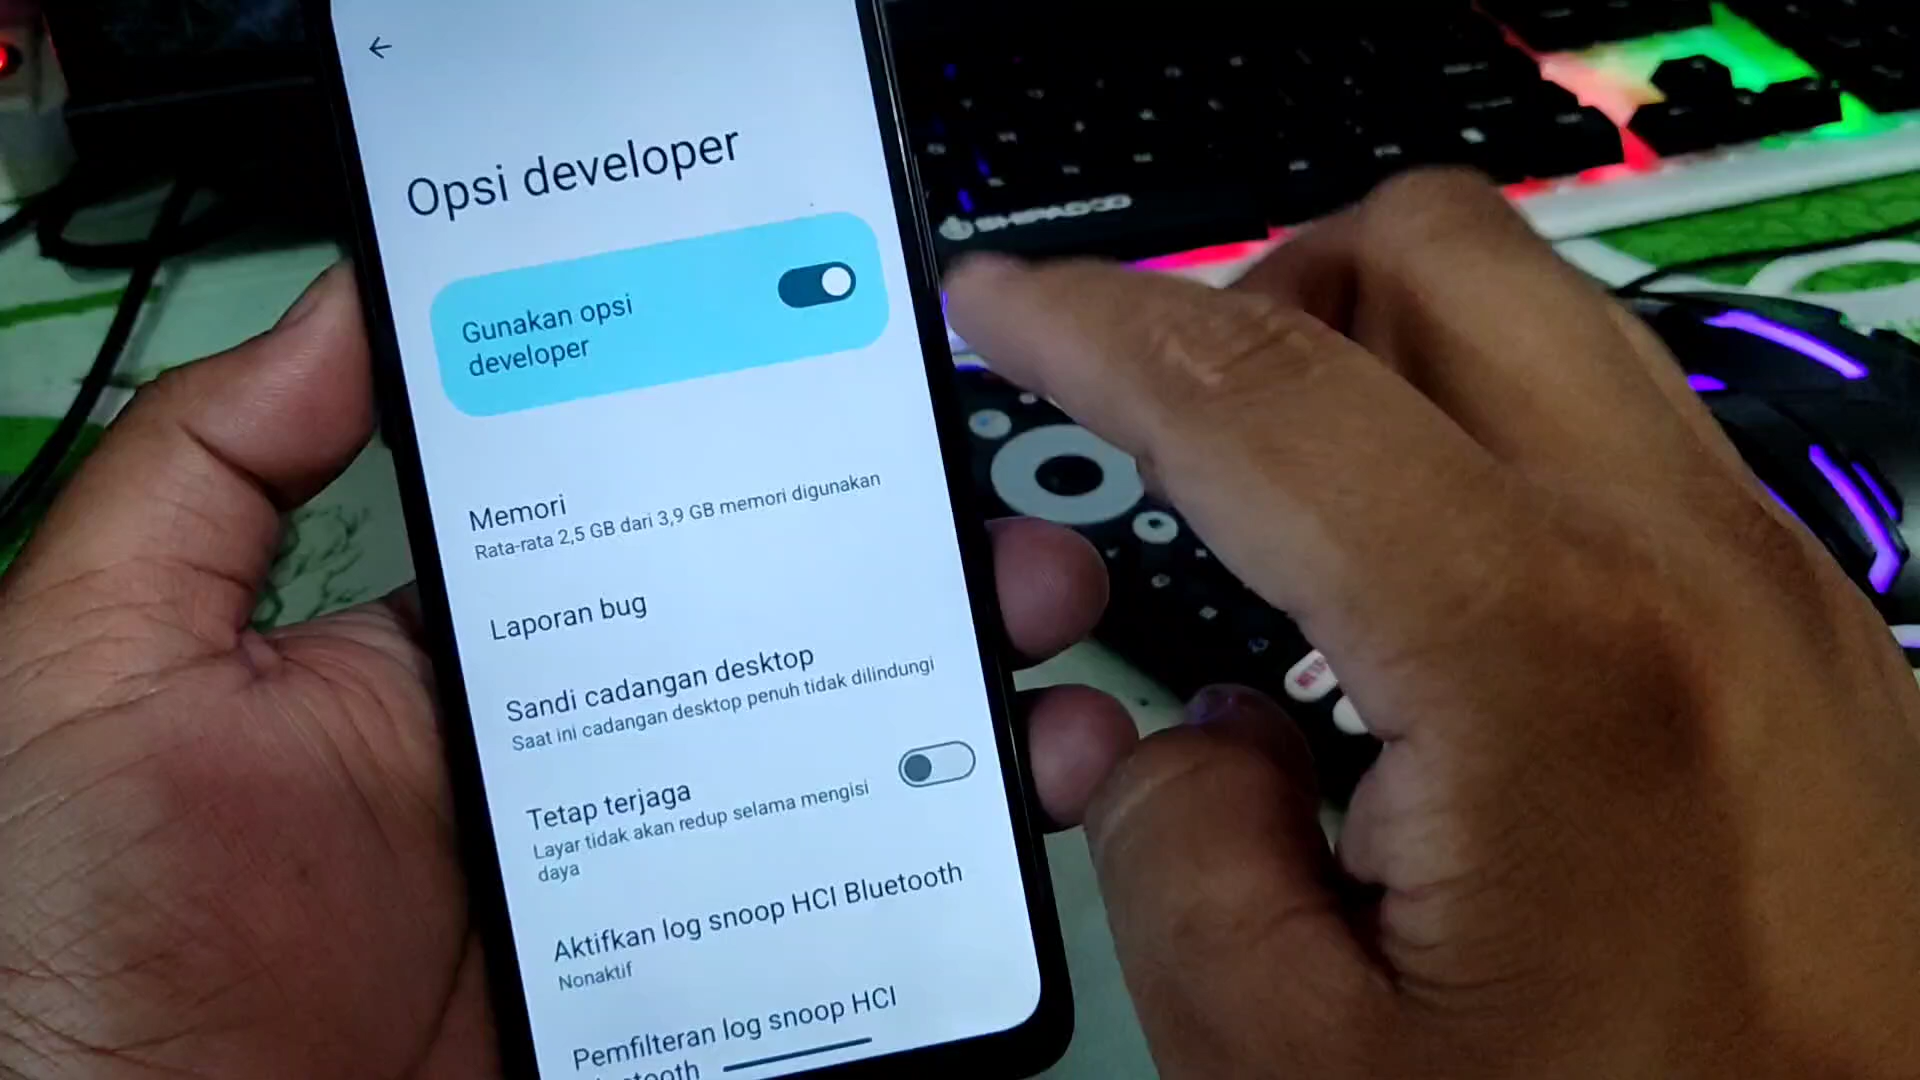 Opsi developer
Gunakan opsi
developer
Memori
Rata-rata 2,5 GB dari 3,9 GB memori digunakan
Laporan bug
Sandi cadangan desktop
Saat ini cadangan desktop penuh tidak dilindungi
Tetap terjaga
Layar tidak akan redup selama mengisi
daya
Aktifkan log snoop HCI Bluetooth
Nonaktif
Pemfilteran log snoop HCI